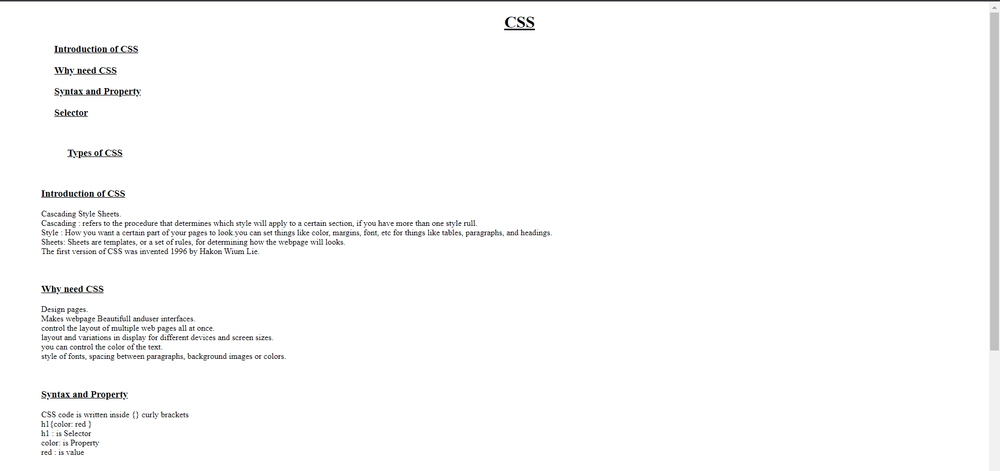 CSS
Introduction of CSS
Why need CSS
Syntax and Property
Selector
Types of CSS
Introduction of CSS
Cascading Style Sheets.
Cascading : refers to the procedure that determines which style will apply to a certain section, if you have more than one style rull.
Style : How you want a certain part of your pages to look.you can set things like color, margins, font, etc for things like tables, paragraphs, and headings.
Sheets: Sheets are templates, or a set of rules, for determining how the webpage will looks.
The first version of CSS was invented 1996 by Hakon Wium Lie.
Why need CSS
Design pages.
Makes webpage Beautifull anduser interfaces.
control the layout of multiple web pages all at once.
layout and variations in display for different devices and screen sizes.
you can control the color of the text.
style of fonts, spacing between paragraphs, background images or colors.
Syntax and Property
CSS code is written inside {} curly brackets
h1{color: red }
h1 : is Selector
color: is Property
red : is value